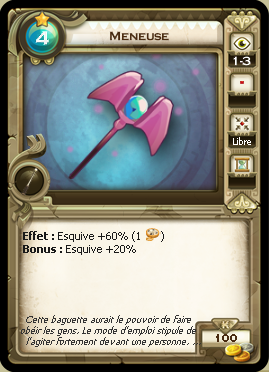 4
MENEUSE
1-3
Libre
Effet : Esquive +60% (1 )
Bonus : Esquive +20%
Cette baguette aurait le pouvoir de faire
obéir les gens. Le mode d'emploi stipule de
l'agiter fortement devant une personne. ..
K
100